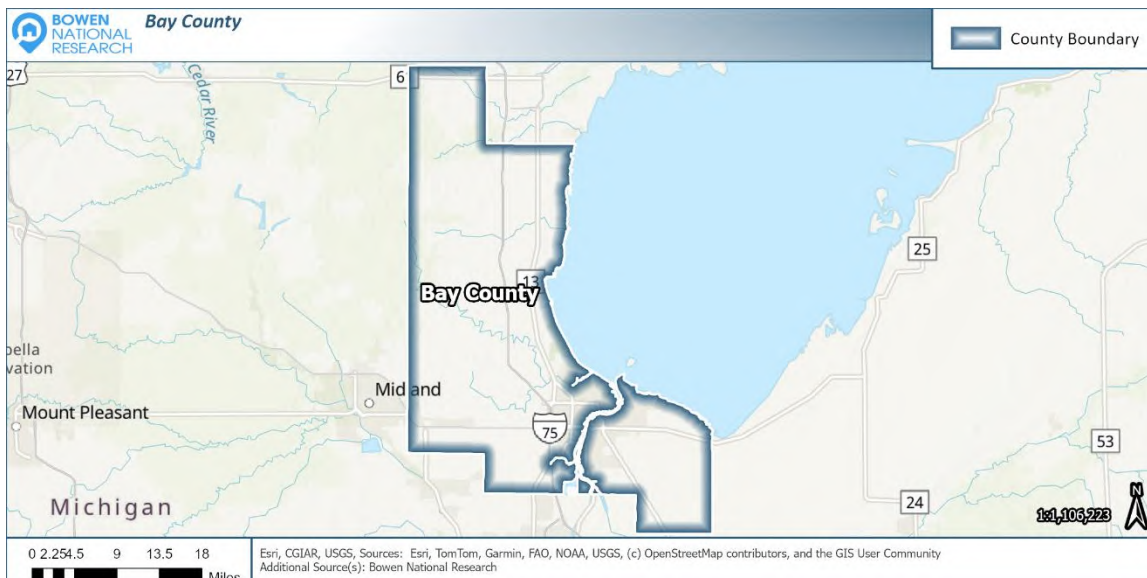 BOWEN
NATIONAL
RESEARCH
Bay County
County Boundary
27
Cedar River
6
25
13
Bay County
bella
vation
Midland
Mount Pleasant
75
53
Michigan
24
N
1:1,106,223
0 2.25 4.5 9 13.5 18
Miles
Esri, CGIAR, USGS, Sources: Esri, TomTom, Garmin, FAO, NOAA, USGS, (c) OpenStreetMap contributors, and the GIS User Community
Additional Source(s): Bowen National Research